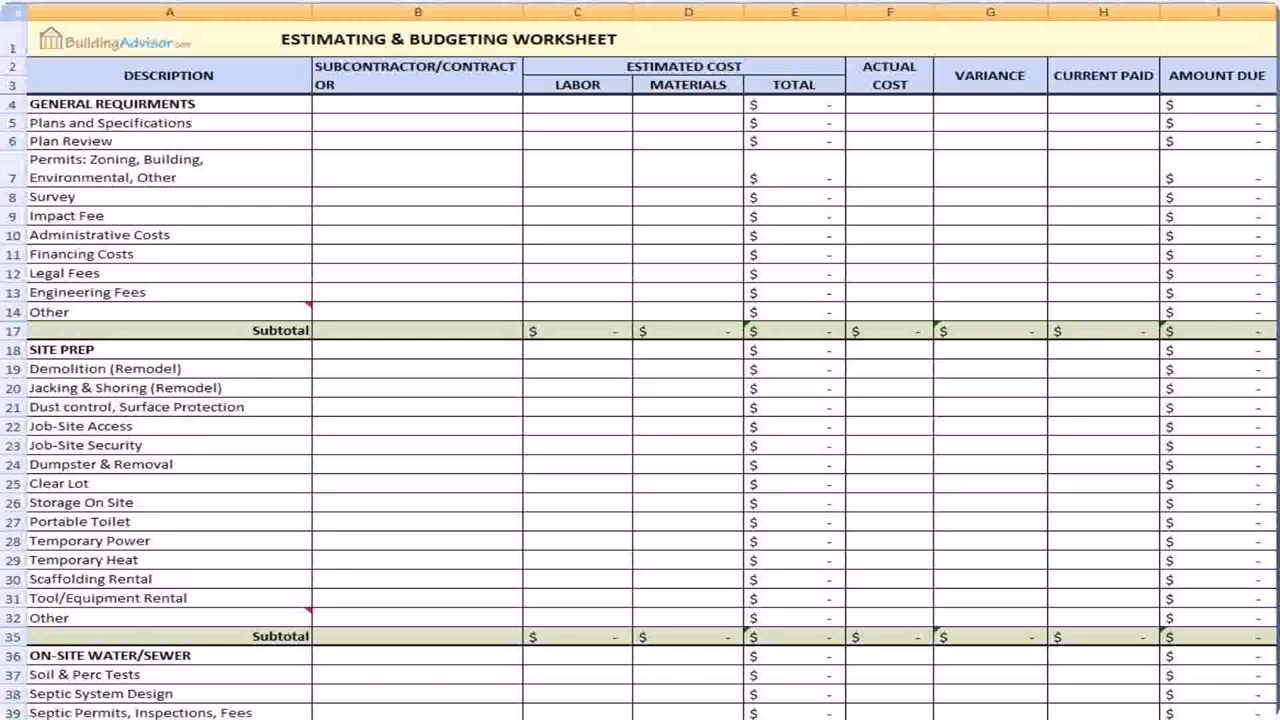 A B C D E F G H I
1 BuildingAdvisor.com ESTIMATING & BUDGETING WORKSHEET
2 DESCRIPTION SUBCONTRACTOR/CONTRACT ESTIMATED COST ACTUAL VARIANCE CURRENT PAID AMOUNT DUE
3 OR LABOR MATERIALS TOTAL COST
4 GENERAL REQUIRMENTS $ - $ -
5 Plans and Specifications $ - $ -
6 Plan Review $ - $ -
Permits: Zoning, Building,
7 Environmental, Other $ - $ -
8 Survey $ - $ -
9 Impact Fee $ - $ -
10 Administrative Costs $ - $ -
11 Financing Costs $ - $ -
12 Legal Fees $ - $ -
13 Engineering Fees $ - $ -
14 Other $ - $ -
17 Subtotal $ - $ - $ - $ - $ - $ - $ -
18 SITE PREP $ - $ -
19 Demolition (Remodel) $ - $ -
20 Jacking & Shoring (Remodel) $ - $ -
21 Dust control, Surface Protection $ - $ -
22 Job-Site Access $ - $ -
23 Job-Site Security $ - $ -
24 Dumpster & Removal $ - $ -
25 Clear Lot $ - $ -
26 Storage On Site $ - $ -
27 Portable Toilet $ - $ -
28 Temporary Power $ - $ -
29 Temporary Heat $ - $ -
30 Scaffolding Rental $ - $ -
31 Tool/Equipment Rental $ - $ -
32 Other $ - $ -
35 Subtotal $ - $ - $ - $ - $ - $ - $ -
36 ON-SITE WATER/SEWER $ - $ -
37 Soil & Perc Tests $ - $ -
38 Septic System Design $ - $ -
39 Septic Permits, Inspections, Fees $ - $ -